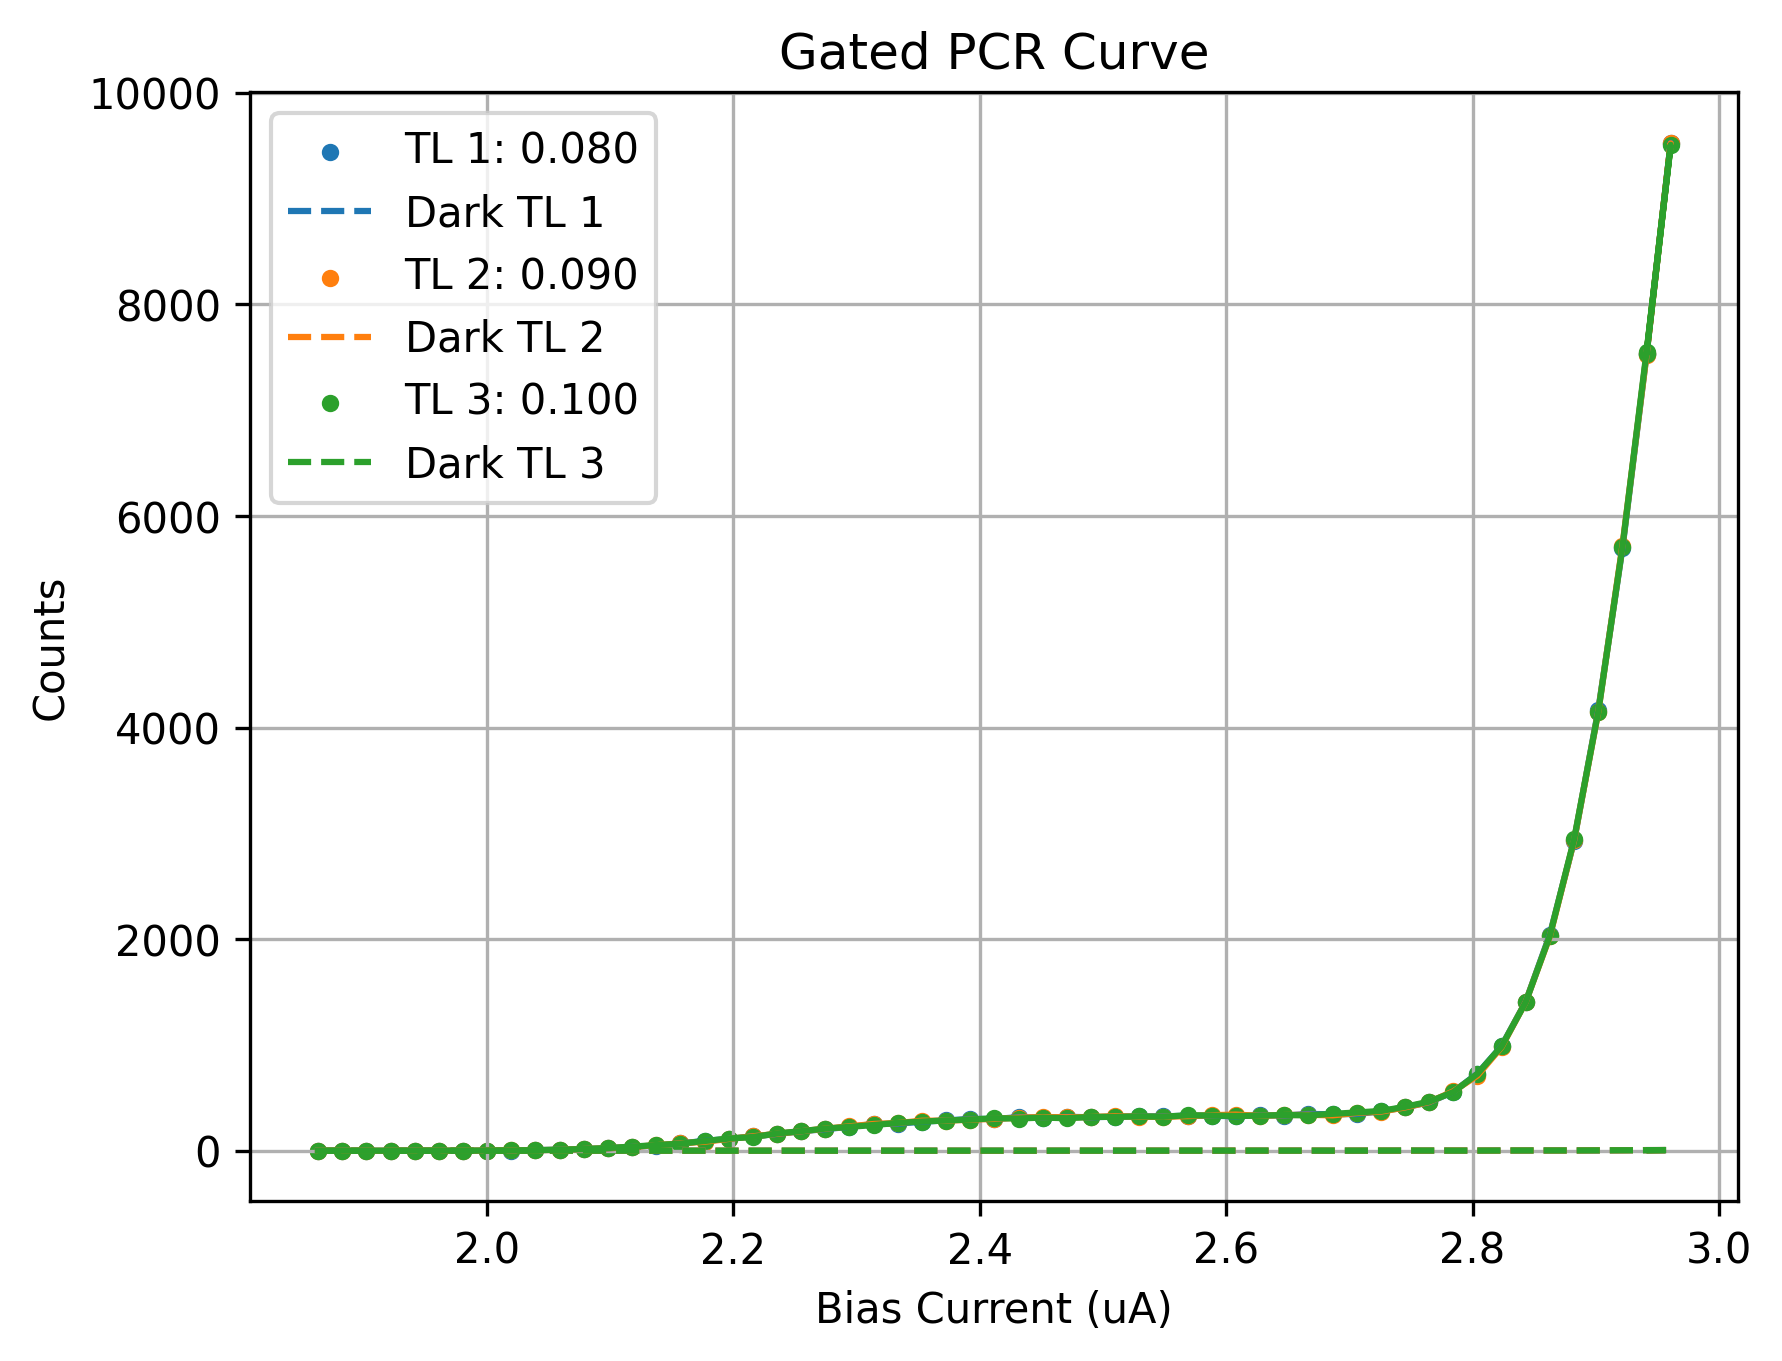 Gated PCR Curve
10000
8000
6000
4000
2000
0
Counts
TL 1: 0.080
Dark TL 1
TL 2: 0.090
Dark TL 2
TL 3: 0.100
Dark TL 3
2.0 2.2 2.4 2.6 2.8 3.0
Bias Current (uA)